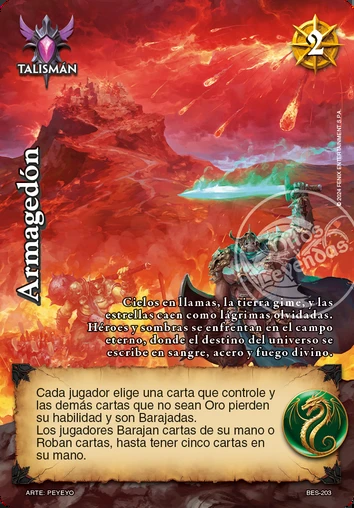 TALISMÁN
2
Armagedón
© 2024 FENIX ENTERTAINMENT S.P.A.
Mitos
Leyendas
Cielos en llamas, la tierra gime, y las
estrellas caen como lágrimas olvidadas.
Héroes y sombras se enfrentan en el campo
eterno, donde el destino del universo se
escribe en sangre, acero y fuego divino.
Cada jugador elige una carta que controle y
las demás cartas que no sean Oro pierden
su habilidad y son Barajadas.
Los jugadores Barajan cartas de su mano o
Roban cartas, hasta tener cinco cartas en
su mano.
ARTE: PEYEYO
BES-203